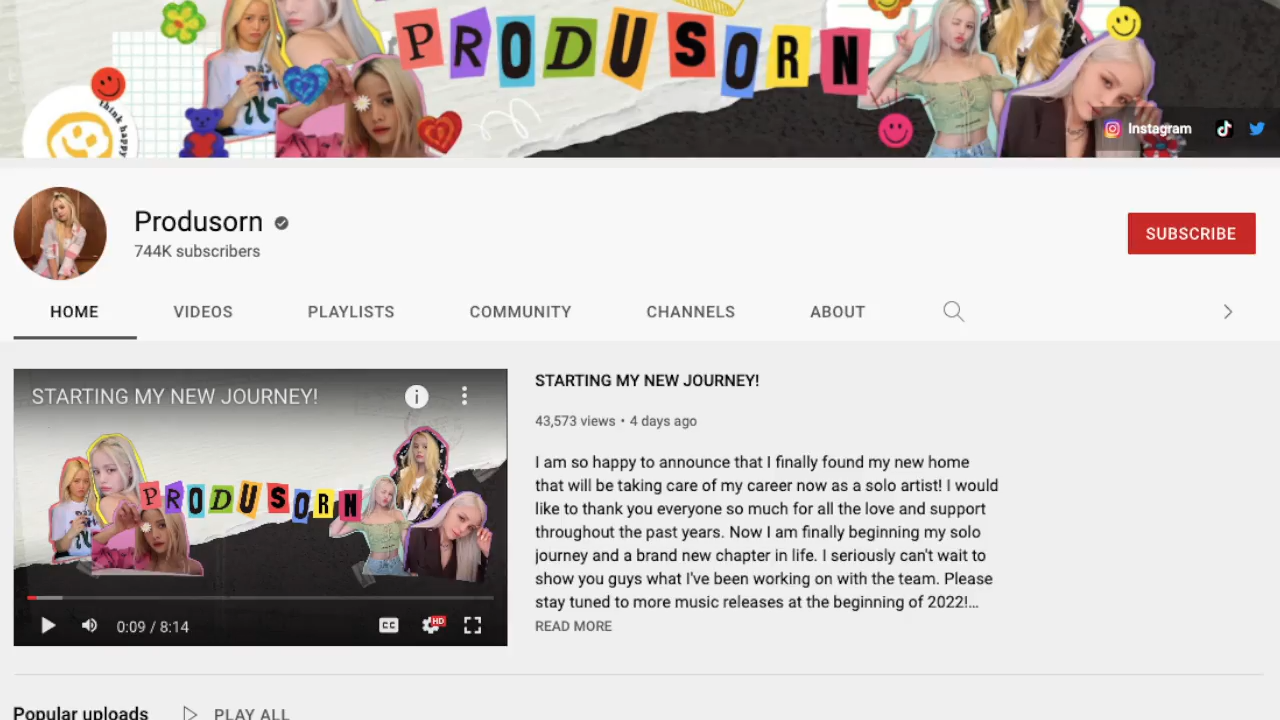 PRODUSORN
think happy
Instagram
Produsorn
744K subscribers
SUBSCRIBE
HOME
VIDEOS
PLAYLISTS
COMMUNITY
CHANNELS
ABOUT
STARTING MY NEW JOURNEY!
PRODUSORN
0:09 / 8:14
CC
HD
STARTING MY NEW JOURNEY!
43,573 views • 4 days ago
I am so happy to announce that I finally found my new home
that will be taking care of my career now as a solo artist! I would
like to thank you everyone so much for all the love and support
throughout the past years. Now I am finally beginning my solo
journey and a brand new chapter in life. I seriously can't wait to
show you guys what I've been working on with the team. Please
stay tuned to more music releases at the beginning of 2022!...
READ MORE
Popular uploads
PLAY ALL